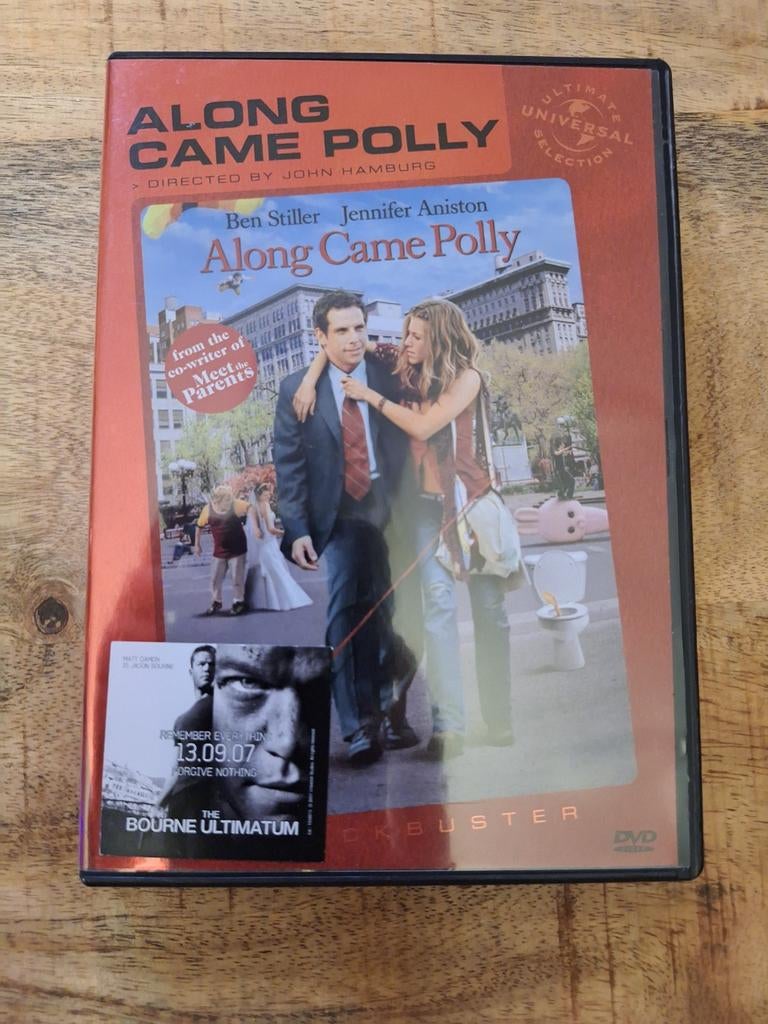 ALONG
CAME POLLY
> DIRECTED BY JOHN HAMBURG
ULTIMATE
UNIVERSAL
SELECTION
Ben Stiller Jennifer Aniston
Along Came Polly
from the
co-writer of
Meet the
Parents
MATT DAMON
IS JASON BOURNE
REMEMBER EVERYTHING
13.09.07
FORGIVE NOTHING
THE
BOURNE ULTIMATUM
CKBUSTER
DVD